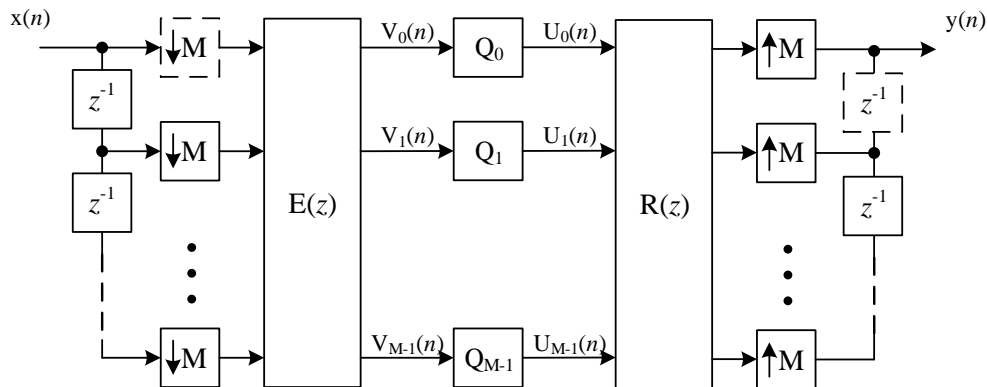 x(n) y(n)
↓M V₀(n) Q₀ U₀(n) ↑M
z⁻¹ z⁻¹
↓M V₁(n) Q₁ U₁(n) ↑M
z⁻¹ E(z) R(z) z⁻¹
↓M V_{M-1}(n) Q_{M-1} U_{M-1}(n) ↑M